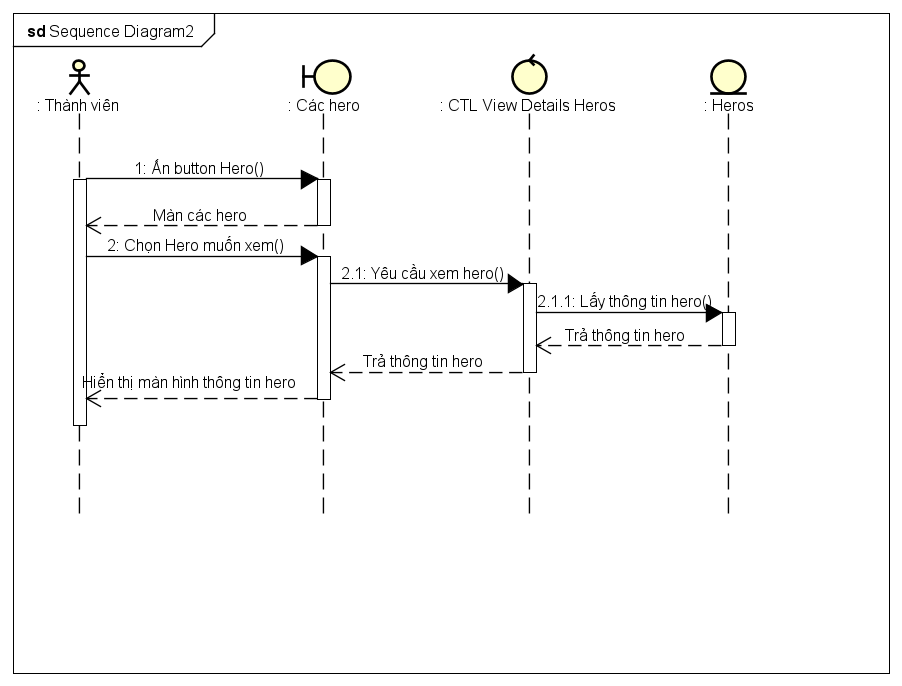 sd Sequence Diagram2
: Thành viên
: Các hero
: CTL View Details Heros
: Heros
1: Ấn button Hero()
Màn các hero
2: Chọn Hero muốn xem()
2.1: Yêu cầu xem hero()
2.1.1: Lấy thông tin hero()
Trả thông tin hero
Trả thông tin hero
Hiển thị màn hình thông tin hero